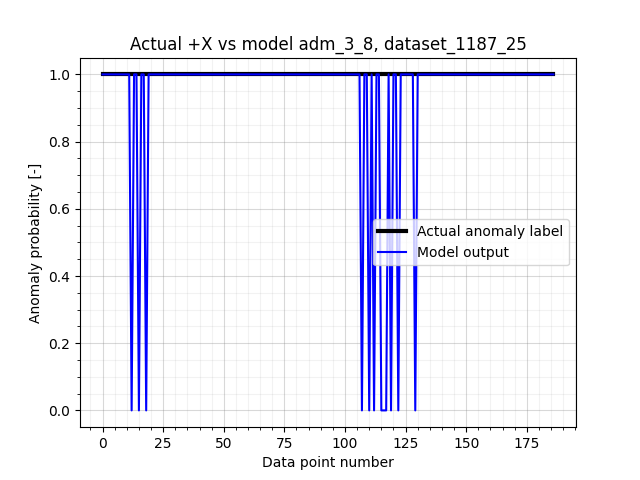 Actual +X vs model adm_3_8, dataset_1187_25
Anomaly probability [-]
1.0
0.8
0.6
0.4
0.2
0.0
Actual anomaly label
Model output
0 25 50 75 100 125 150 175
Data point number